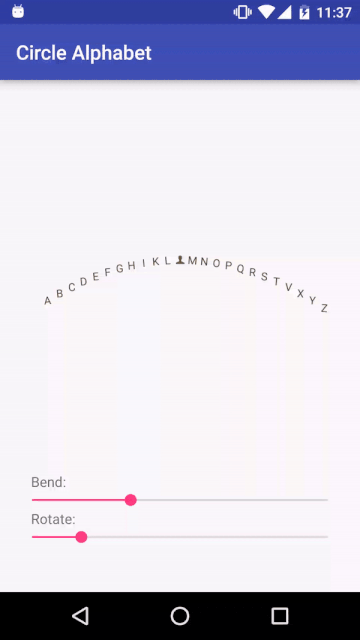 11:37
Circle Alphabet
A B C D E F G H I K L M N O P Q R S T V X Y Z
Bend:
Rotate: